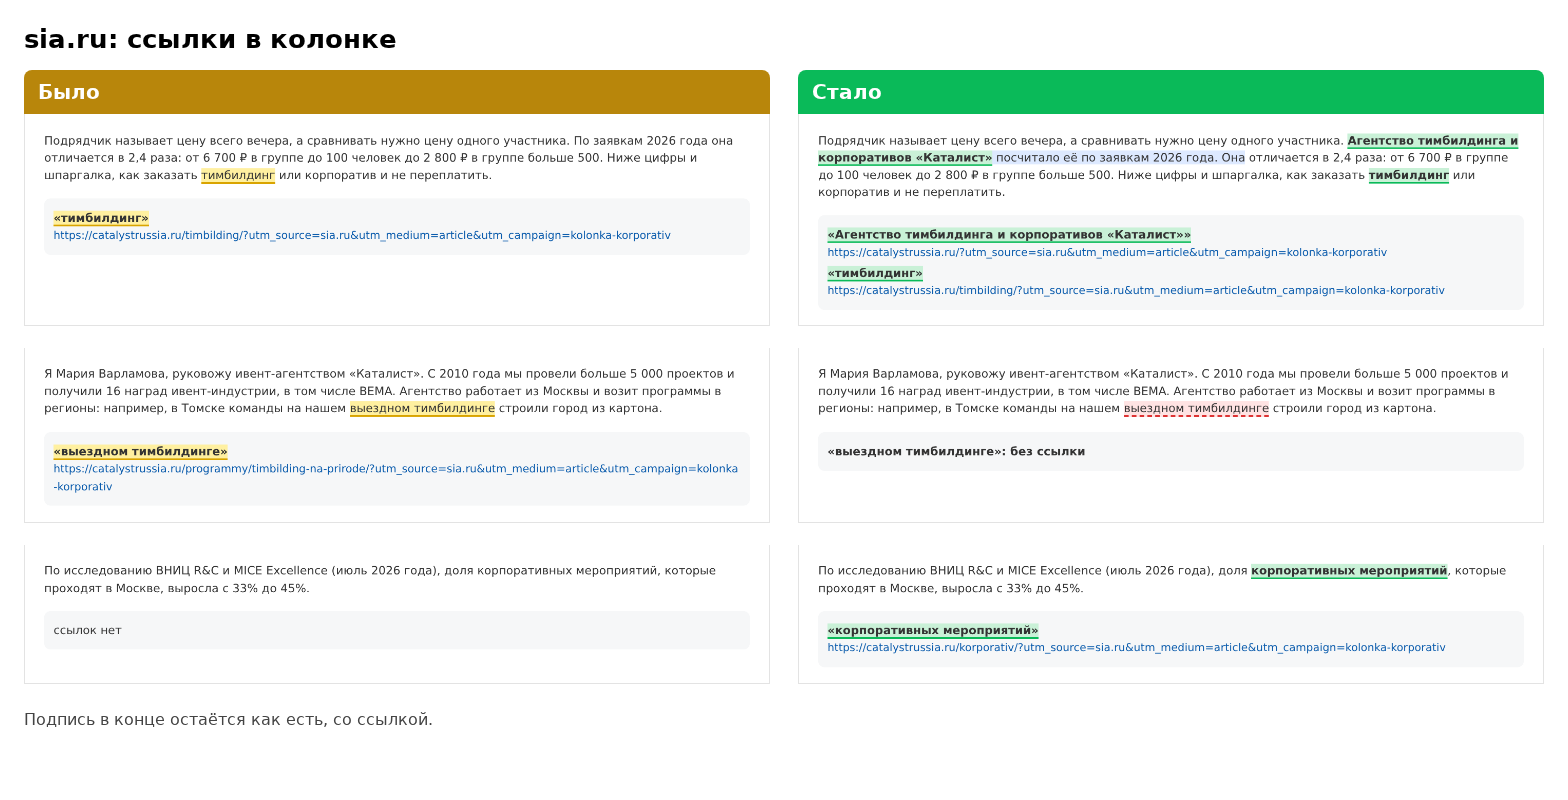 sia.ru: ссылки в колонке
Было
Подрядчик называет цену всего вечера, а сравнивать нужно цену одного участника. По заявкам 2026 года она
отличается в 2,4 раза: от 6 700 ₽ в группе до 100 человек до 2 800 ₽ в группе больше 500. Ниже цифры и
шпаргалка, как заказать тимбилдинг или корпоратив и не переплатить.
«тимбилдинг»
https://catalystrussia.ru/timbilding/?utm_source=sia.ru&utm_medium=article&utm_campaign=kolonka-korporativ
Стало
Подрядчик называет цену всего вечера, а сравнивать нужно цену одного участника. Агентство тимбилдинга и
корпоративов «Каталист» посчитало её по заявкам 2026 года. Она отличается в 2,4 раза: от 6 700 ₽ в группе
до 100 человек до 2 800 ₽ в группе больше 500. Ниже цифры и шпаргалка, как заказать тимбилдинг или
корпоратив и не переплатить.
«Агентство тимбилдинга и корпоративов «Каталист»»
https://catalystrussia.ru/?utm_source=sia.ru&utm_medium=article&utm_campaign=kolonka-korporativ
«тимбилдинг»
https://catalystrussia.ru/timbilding/?utm_source=sia.ru&utm_medium=article&utm_campaign=kolonka-korporativ
Я Мария Варламова, руковожу ивент-агентством «Каталист». С 2010 года мы провели больше 5 000 проектов и
получили 16 наград ивент-индустрии, в том числе BEMA. Агентство работает из Москвы и возит программы в
регионы: например, в Томске команды на нашем выездном тимбилдинге строили город из картона.
«выездном тимбилдинге»
https://catalystrussia.ru/programmy/timbilding-na-prirode/?utm_source=sia.ru&utm_medium=article&utm_campaign=kolonka
-korporativ
Я Мария Варламова, руковожу ивент-агентством «Каталист». С 2010 года мы провели больше 5 000 проектов и
получили 16 наград ивент-индустрии, в том числе BEMA. Агентство работает из Москвы и возит программы в
регионы: например, в Томске команды на нашем выездном тимбилдинге строили город из картона.
«выездном тимбилдинге»: без ссылки
По исследованию ВНИЦ R&C и MICE Excellence (июль 2026 года), доля корпоративных мероприятий, которые
проходят в Москве, выросла с 33% до 45%.
ссылок нет
По исследованию ВНИЦ R&C и MICE Excellence (июль 2026 года), доля корпоративных мероприятий, которые
проходят в Москве, выросла с 33% до 45%.
«корпоративных мероприятий»
https://catalystrussia.ru/korporativ/?utm_source=sia.ru&utm_medium=article&utm_campaign=kolonka-korporativ
Подпись в конце остаётся как есть, со ссылкой.